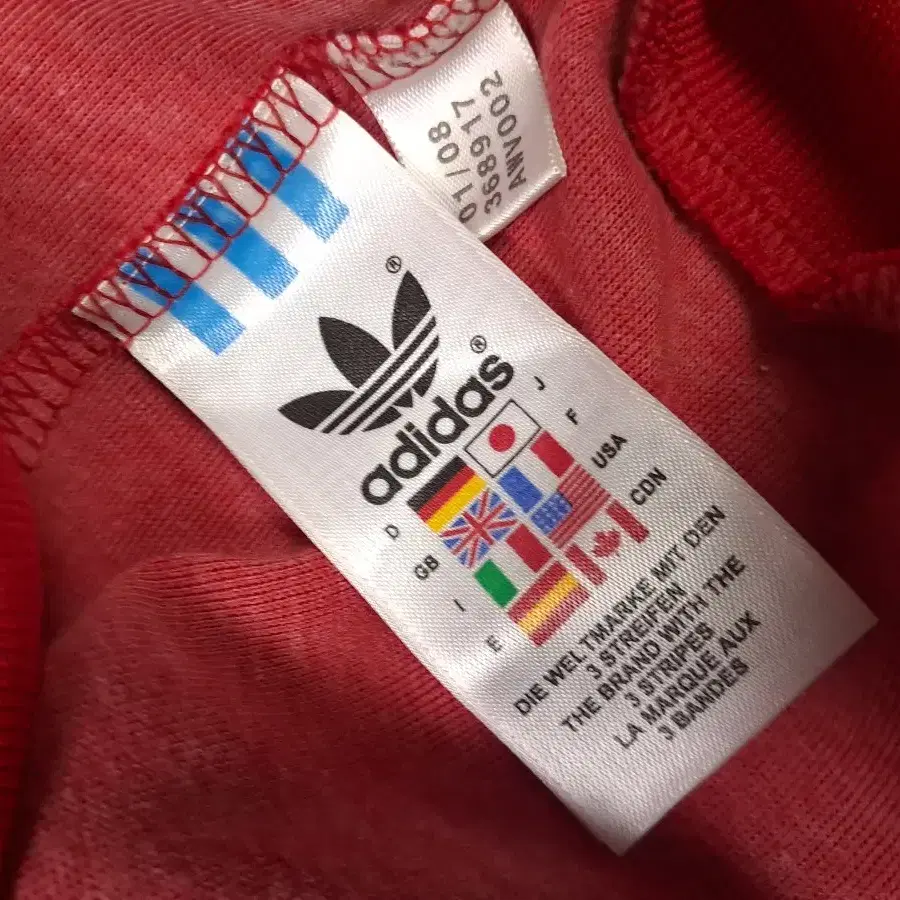 01/08
368917
AWV002
®
adidas®
J
D
F
GB
USA
I
CDN
E
DIE WELTMARKE MIT DEN
3 STREIFEN
THE BRAND WITH THE
3 STRIPES
LA MARQUE AUX
3 BANDES